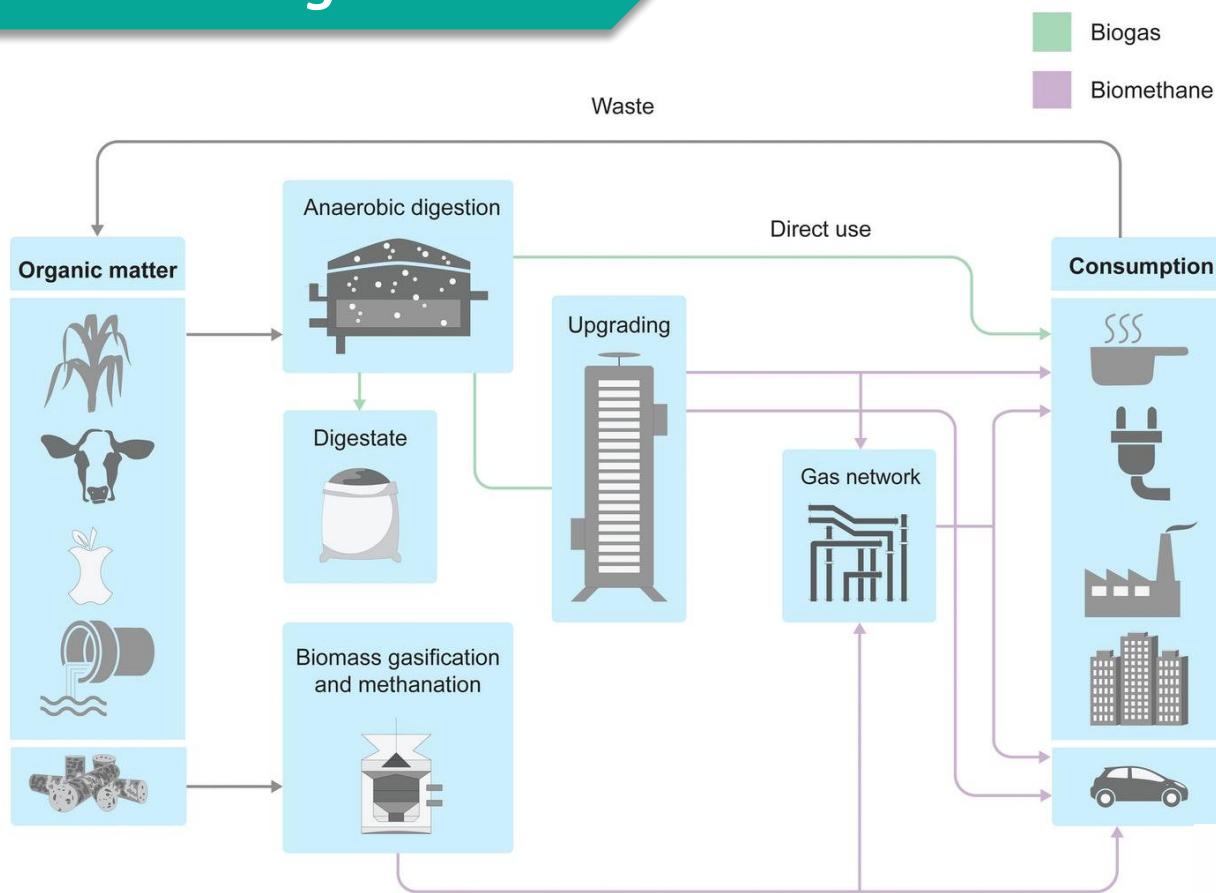 Biogas
Biomethane
Waste
Anaerobic digestion
Direct use
Organic matter
Consumption
Upgrading
Digestate
Gas network
Biomass gasification
and methanation